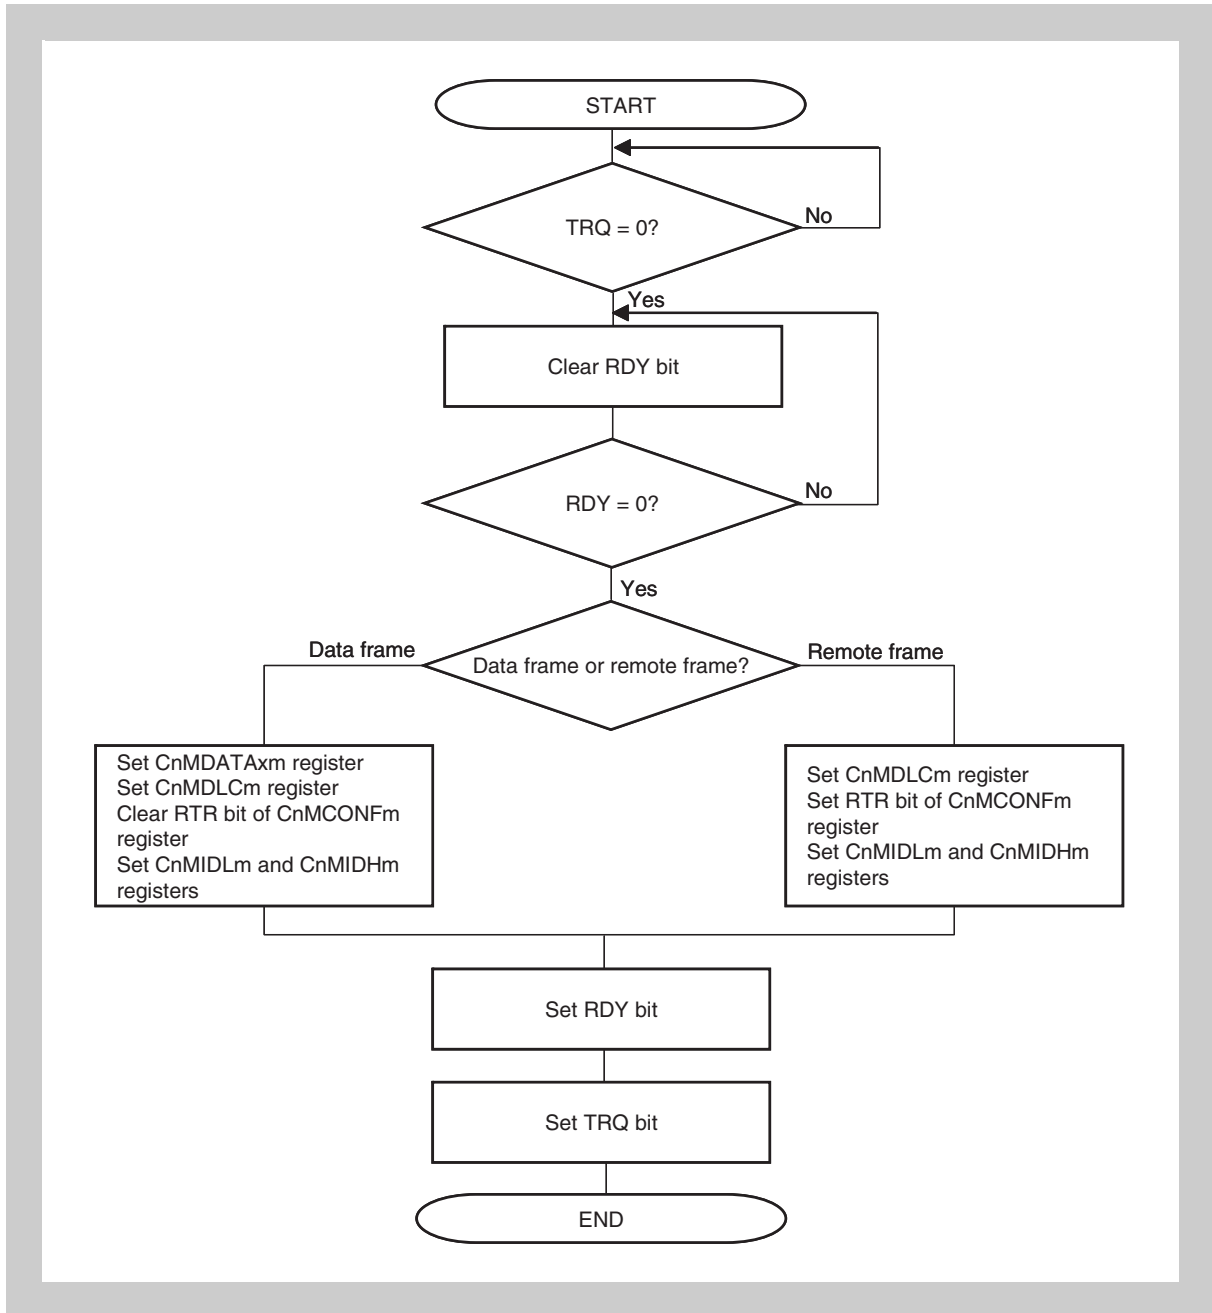 START
TRQ = 0?
No
Yes
Clear RDY bit
RDY = 0?
No
Yes
Data frame
Data frame or remote frame?
Remote frame
Set CnMDATAxm register
Set CnMDLCm register
Clear RTR bit of CnMCONFm
register
Set CnMIDLm and CnMIDHm
registers
Set CnMDLCm register
Set RTR bit of CnMCONFm
register
Set CnMIDLm and CnMIDHm
registers
Set RDY bit
Set TRQ bit
END